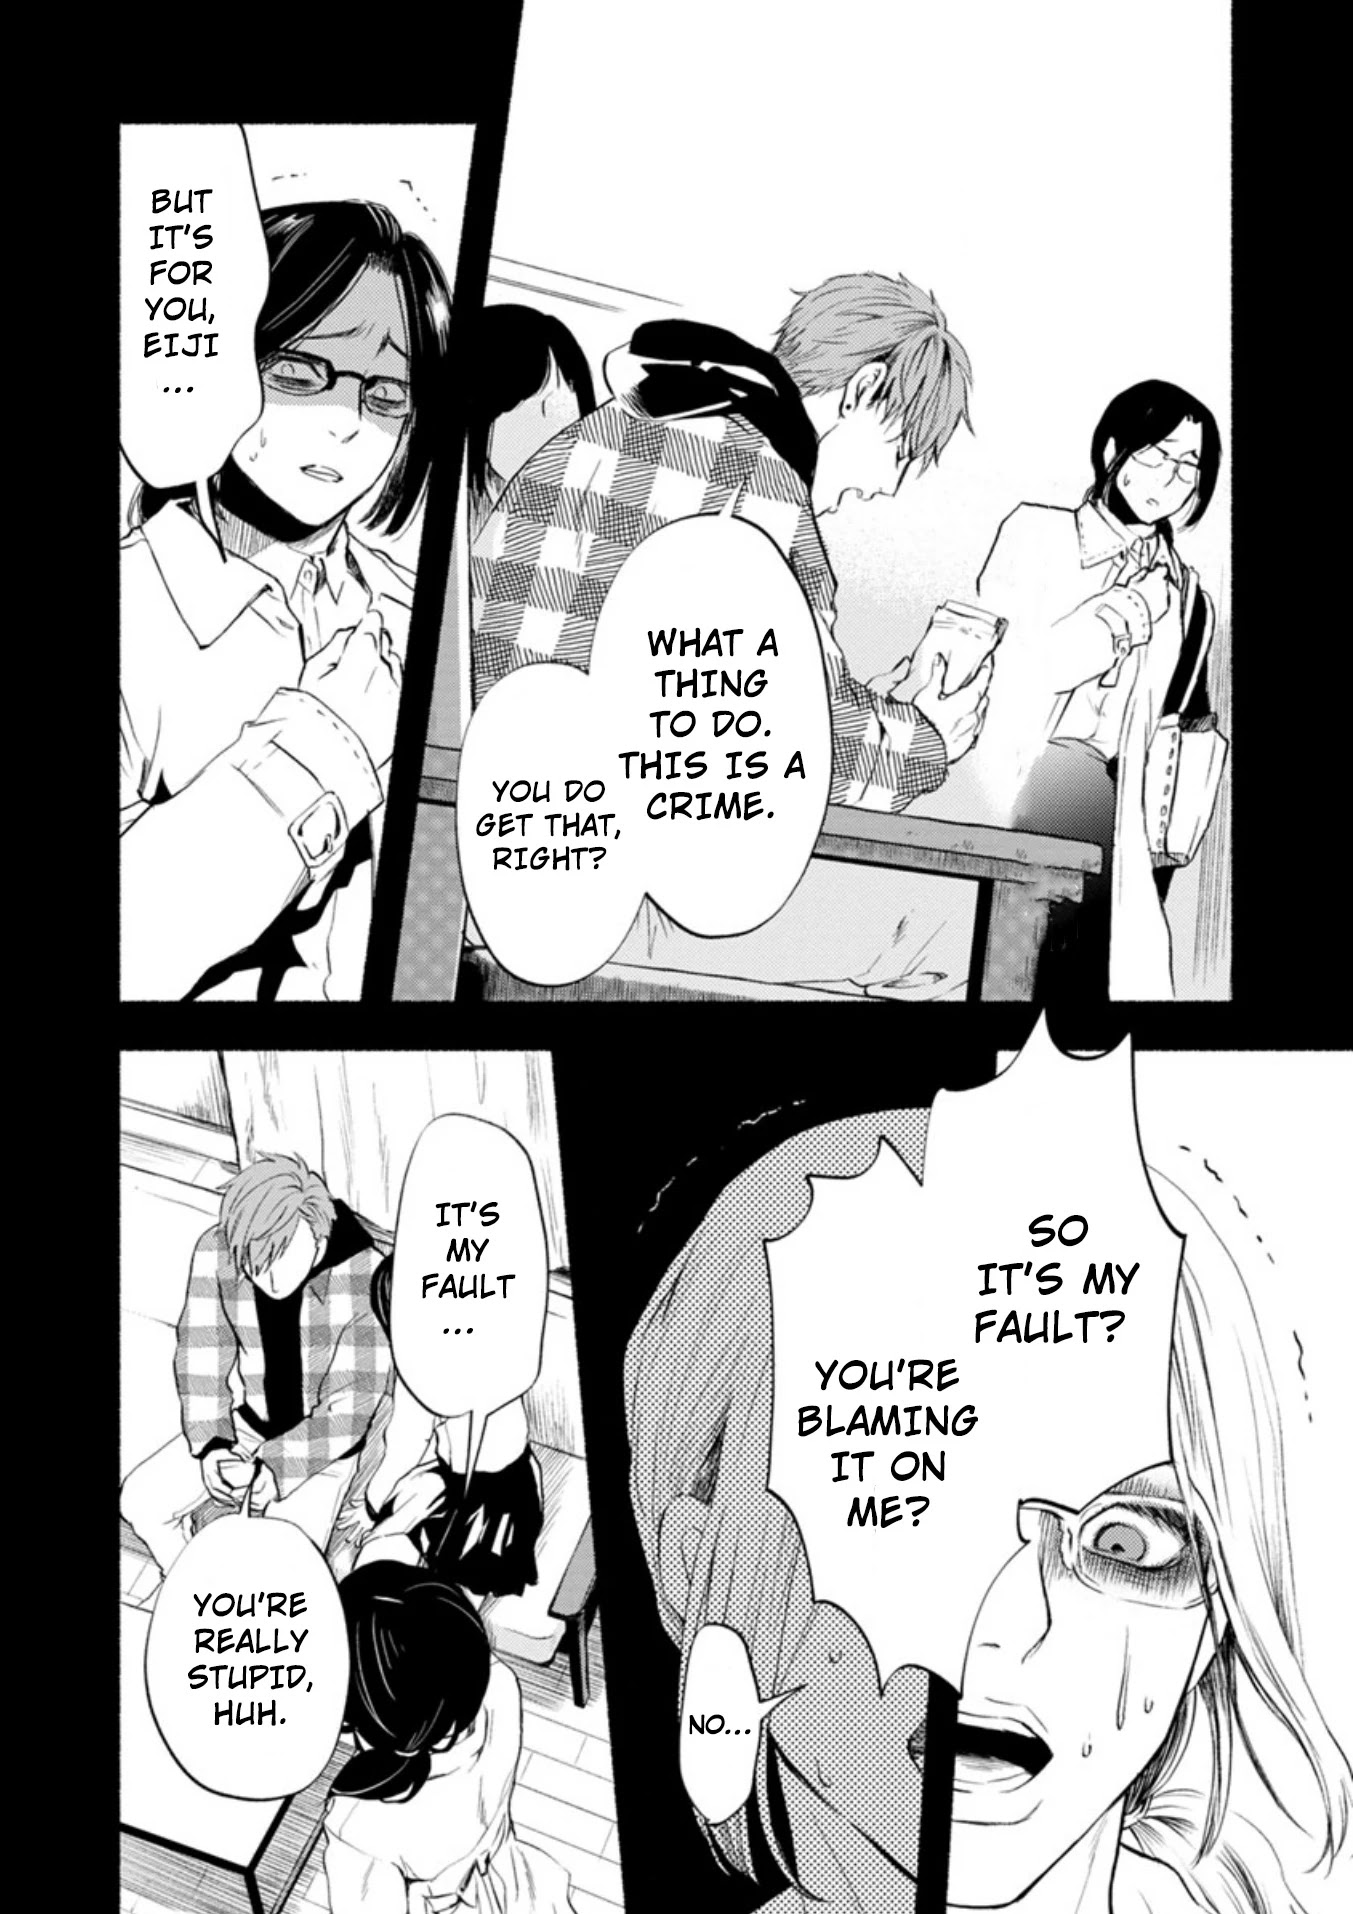 WHAT A
THING
TO DO.
THIS IS A
CRIME.
YOU DO
GET THAT,
RIGHT?
BUT
IT'S
FOR
YOU,
EIJI
...
SO
IT'S MY
FAULT?
YOU'RE
BLAMING
IT ON
ME?
NO...
IT'S
MY
FAULT
...
YOU'RE
REALLY
STUPID,
HUH.